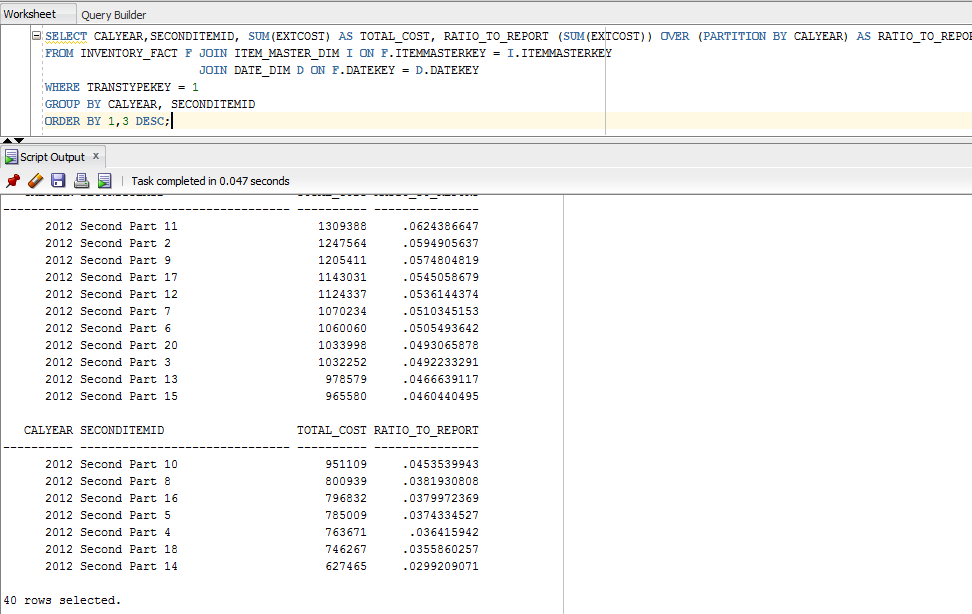 Worksheet Query Builder
SELECT CALYEAR,SECONDITEMID, SUM(EXTCOST) AS TOTAL_COST, RATIO_TO_REPORT (SUM(EXTCOST)) OVER (PARTITION BY CALYEAR) AS RATIO_TO_REPOR
FROM INVENTORY_FACT F JOIN ITEM_MASTER_DIM I ON F.ITEMMASTERKEY = I.ITEMMASTERKEY
JOIN DATE_DIM D ON F.DATEKEY = D.DATEKEY
WHERE TRANSTYPEKEY = 1
GROUP BY CALYEAR, SECONDITEMID
ORDER BY 1,3 DESC;
Script Output x
Task completed in 0.047 seconds
---------- ------------------------------ ---------- ---------------
2012 Second Part 11 1309388 .0624386647
2012 Second Part 2 1247564 .0594905637
2012 Second Part 9 1205411 .0574804819
2012 Second Part 17 1143031 .0545058679
2012 Second Part 12 1124337 .0536144374
2012 Second Part 7 1070234 .0510345153
2012 Second Part 6 1060060 .0505493642
2012 Second Part 20 1033998 .0493065878
2012 Second Part 3 1032252 .0492233291
2012 Second Part 13 978579 .0466639117
2012 Second Part 15 965580 .0460440495
CALYEAR SECONDITEMID TOTAL_COST RATIO_TO_REPORT
---------- ------------------------------ ---------- ---------------
2012 Second Part 10 951109 .0453539943
2012 Second Part 8 800939 .0381930808
2012 Second Part 16 796832 .0379972369
2012 Second Part 5 785009 .0374334527
2012 Second Part 4 763671 .036415942
2012 Second Part 18 746267 .0355860257
2012 Second Part 14 627465 .0299209071
40 rows selected.